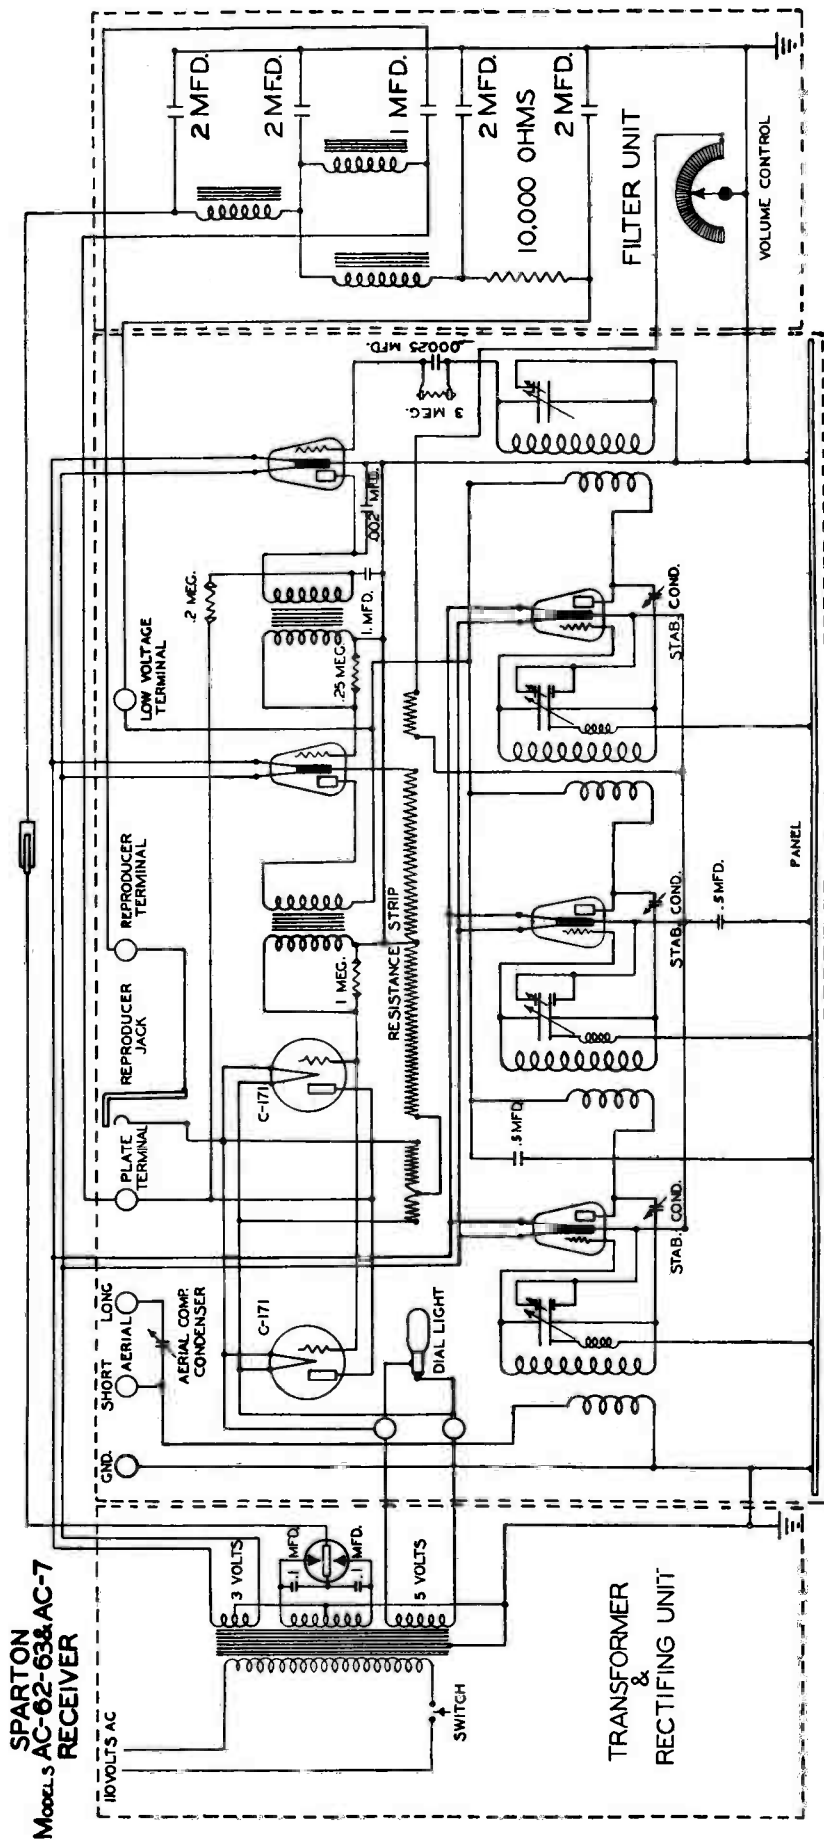 SPARTON
MODELS AC-62-63&AC-7
RECEIVER
110 VOLTS AC
SWITCH
TRANSFORMER
&
RECTIFYING UNIT
3 VOLTS
.1 MFD.
.1 MFD.
5 VOLTS
GND.
SHORT
LONG
AERIAL
AERIAL COMP.
CONDENSER
C-171
DIAL LIGHT
PLATE
TERMINAL
REPRODUCER
JACK
REPRODUCER
TERMINAL
LOW VOLTAGE
TERMINAL
C-171
1 MEG.
RESISTANCE STRIP
.2 MEG.
.25 MEG.
1 MFD.
.002 MFD.
3 MEG.
.00025 MFD.
STAB. COND.
.5 MFD.
STAB. COND.
.5 MFD.
STAB. COND.
PANEL
2 MFD.
2 MFD.
1 MFD.
2 MFD.
10,000 OHMS
2 MFD.
FILTER UNIT
VOLUME CONTROL